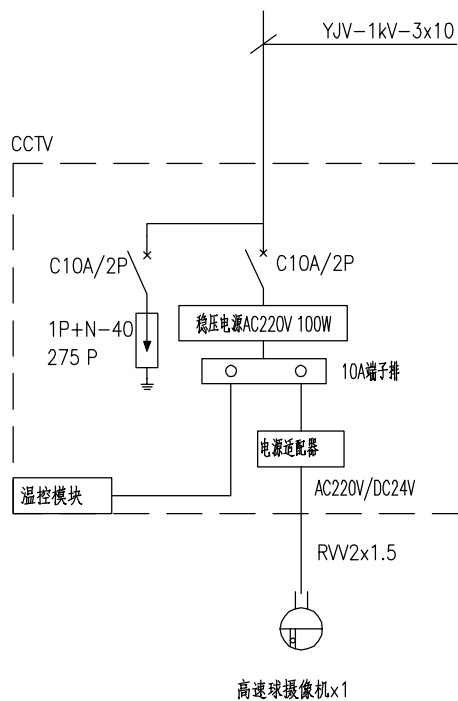 YJV-1kV-3x10
CCTV
C10A/2P
C10A/2P
1P+N-40
275 P
稳压电源AC220V 100W
10A端子排
电源适配器
AC220V/DC24V
温控模块
RVV2x1.5
高速球摄像机x1